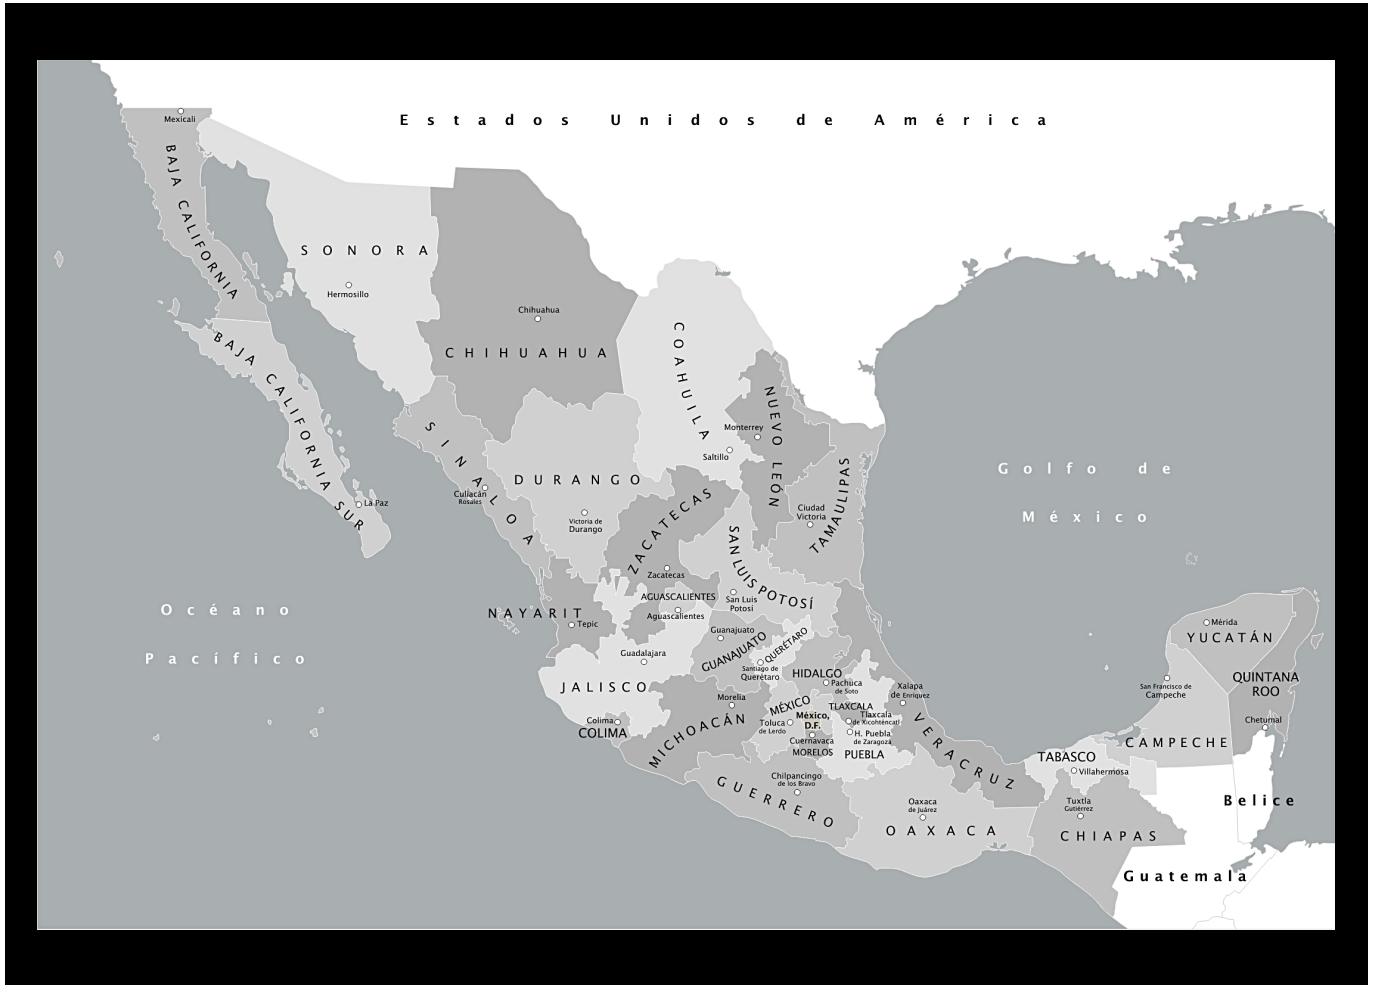 Estados Unidos de América
Mexicali
BAJA CALIFORNIA
SONORA
Hermosillo
Chihuahua
CHIHUAHUA
COAHUILA
BAJA CALIFORNIA SUR
La Paz
SINALOA
Culiacán
Rosales
DURANGO
Victoria de
Durango
NUEVO LEÓN
Monterrey
Saltillo
TAMAULIPAS
Ciudad
Victoria
Golfo de
México
ZACATECAS
Zacatecas
SAN LUIS POTOSÍ
San Luis
Potosí
AGUASCALIENTES
Aguascalientes
Océano
Pacífico
NAYARIT
Tepic
Guadalajara
JALISCO
Guanajuato
GUANAJUATO
QUERÉTARO
Santiago de
Querétaro
HIDALGO
Pachuca
de Soto
Xalapa
de Enríquez
VERACRUZ
Colima
COLIMA
Morelia
MICHOACÁN
MÉXICO
Toluca
de Lerdo
México,
D.F.
TLAXCALA
Tlaxcala
de Xicohténcatl
H. Puebla
de Zaragoza
PUEBLA
Cuernavaca
MORELOS
Chilpancingo
de los Bravo
GUERRERO
Oaxaca
de Juárez
OAXACA
TABASCO
Villahermosa
Tuxtla
Gutiérrez
CHIAPAS
Mérida
YUCATÁN
San Francisco de
Campeche
CAMPECHE
QUINTANA
ROO
Chetumal
Belice
Guatemala